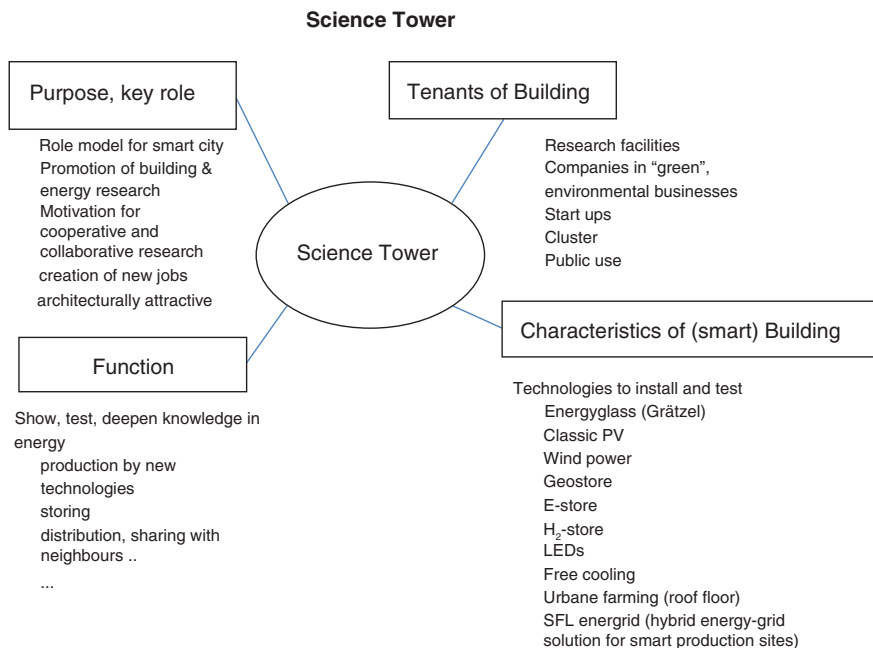 Science Tower
Purpose, key role
Role model for smart city
Promotion of building &
energy research
Motivation for
cooperative and
collaborative research
creation of new jobs
architecturally attractive
Tenants of Building
Research facilities
Companies in “green”,
environmental businesses
Start ups
Cluster
Public use
Science Tower
Function
Show, test, deepen knowledge in
energy
production by new
technologies
storing
distribution, sharing with
neighbours ..
...
Characteristics of (smart) Building
Technologies to install and test
Energyglass (Grätzel)
Classic PV
Wind power
Geostore
E-store
H₂-store
LEDs
Free cooling
Urbane farming (roof floor)
SFL energrid (hybrid energy-grid
solution for smart production sites)